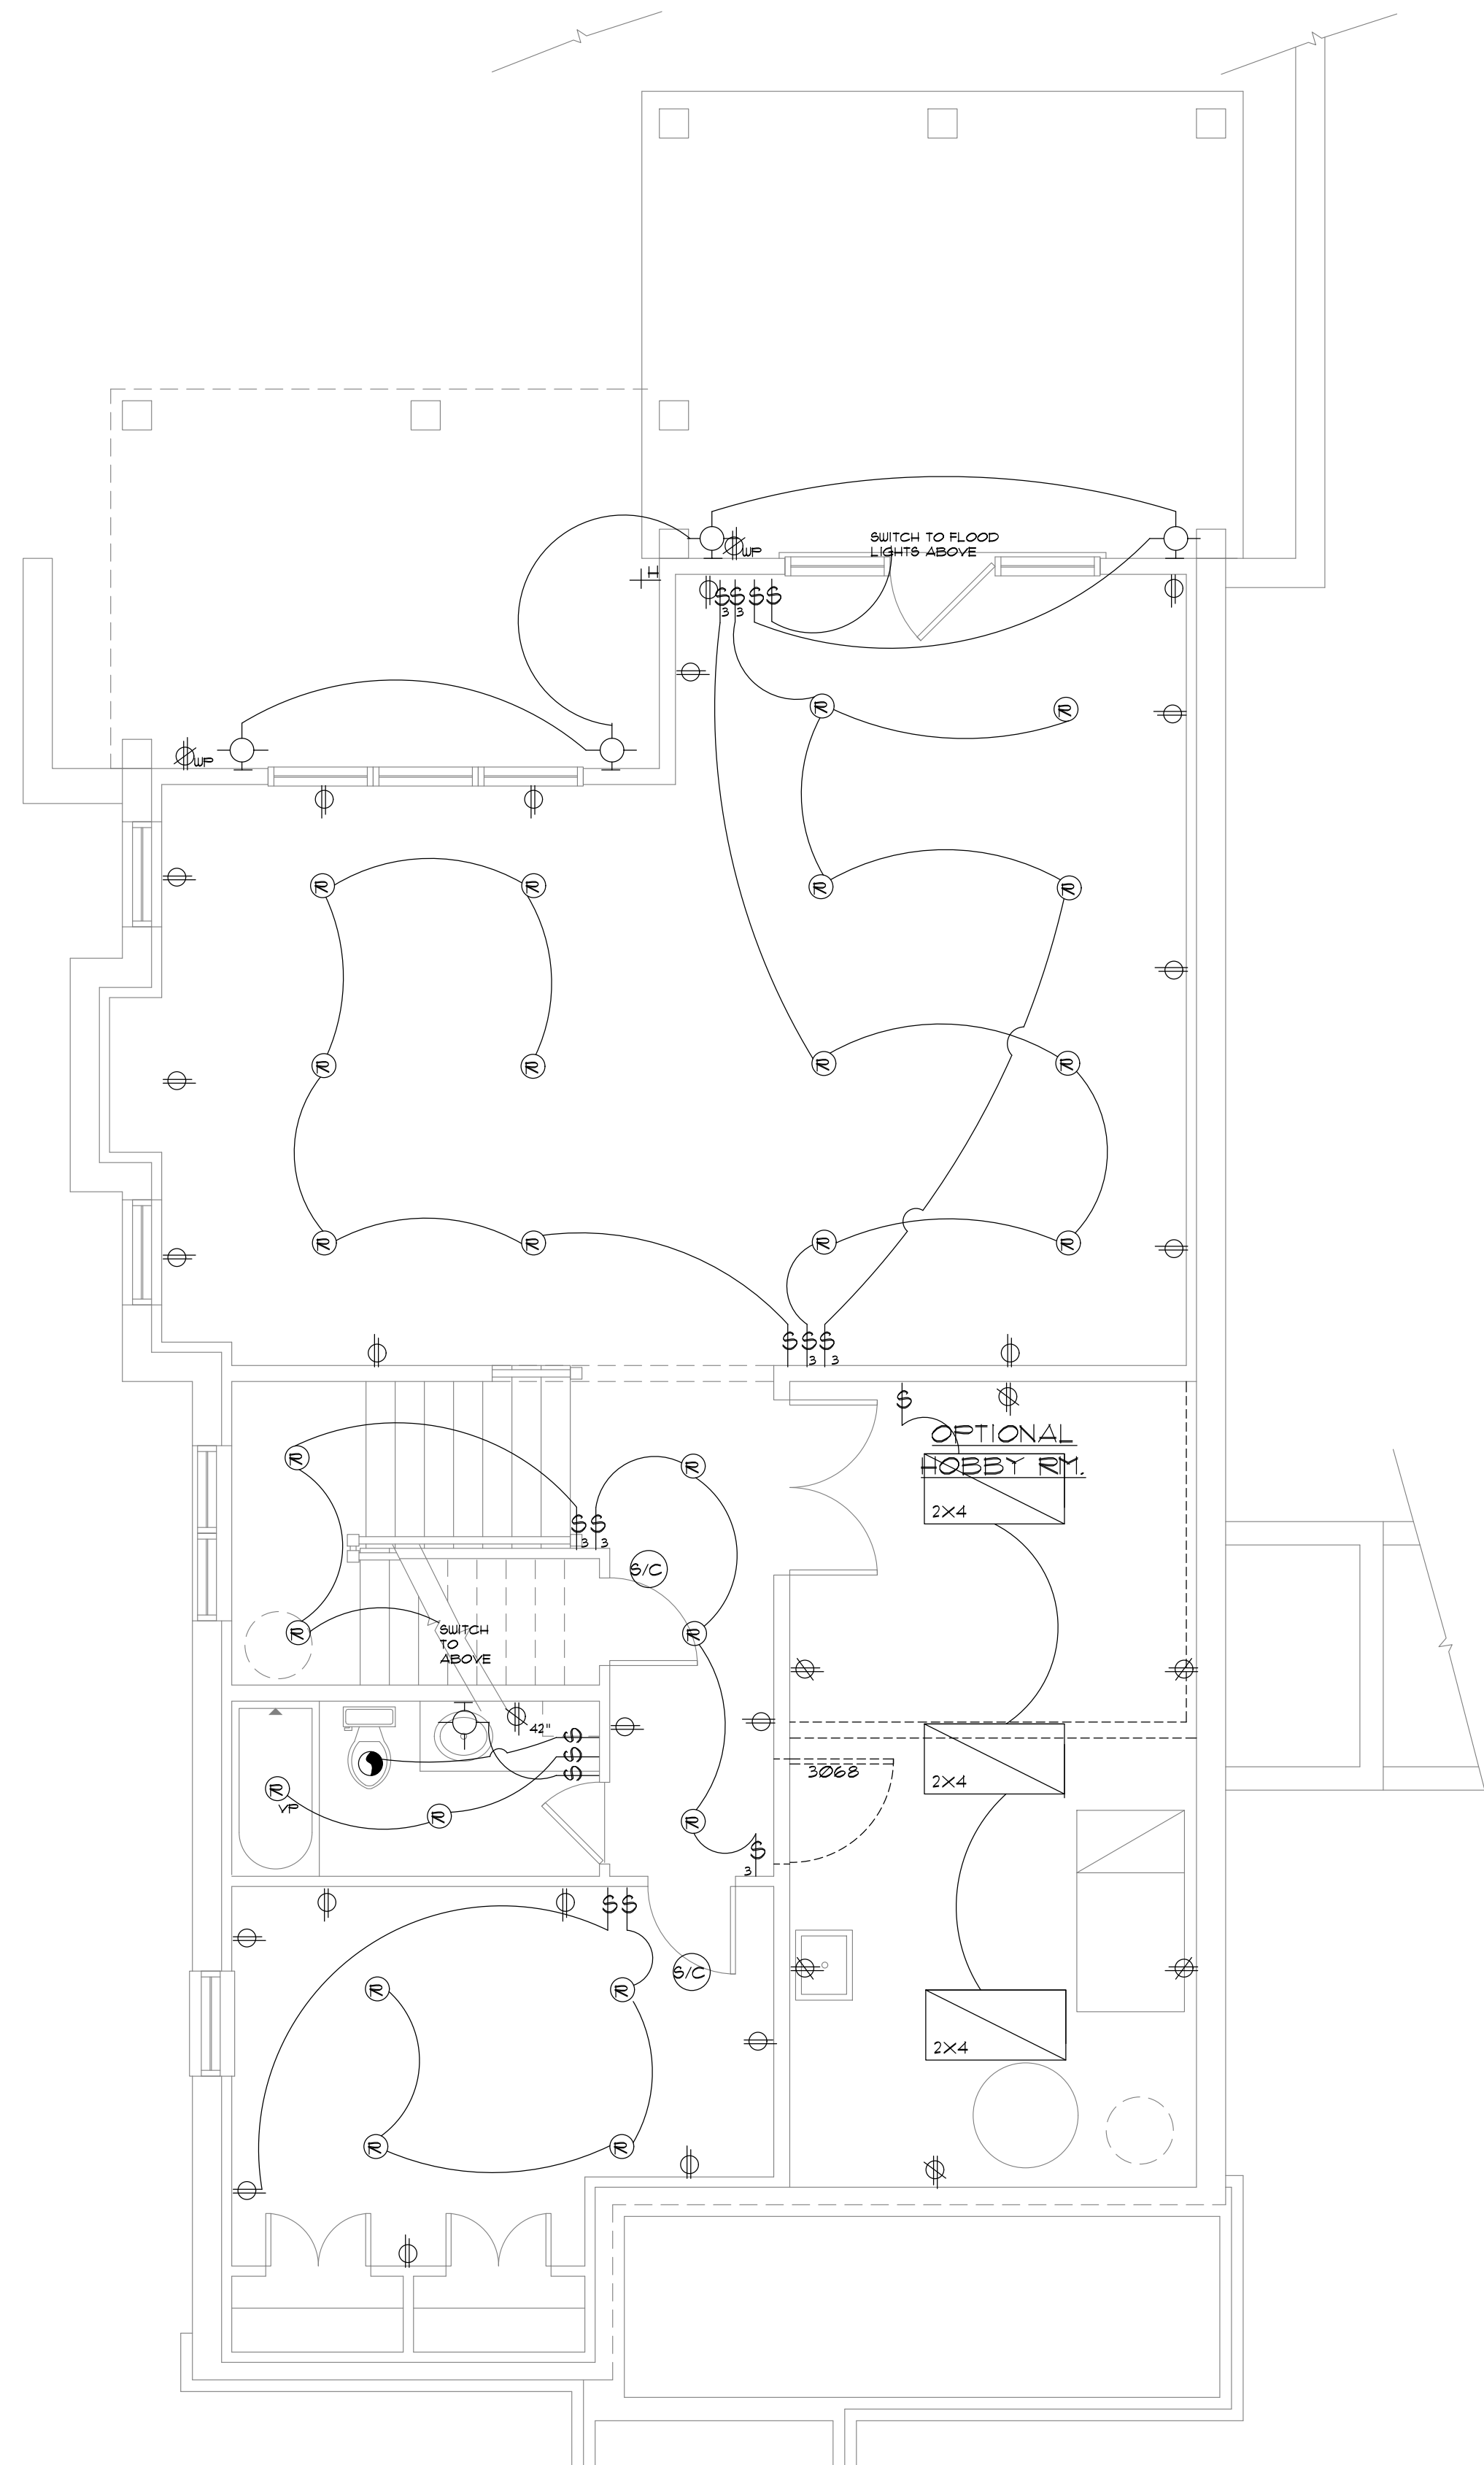 SWITCH TO FLOOD
LIGHTS ABOVE
WP
H
$ $ $ $
3 3
WP
R R
R R R R
R R R R
R R R R
$ $ $
3 3
$
OPTIONAL
HOBBY RM.
2X4
R R
$ $
3 3
S/C
R R
SWITCH
TO
ABOVE
42"
$
$
$
2X4
3068
R
VP
R R
$
3
$ $
S/C
R R
2X4
R R